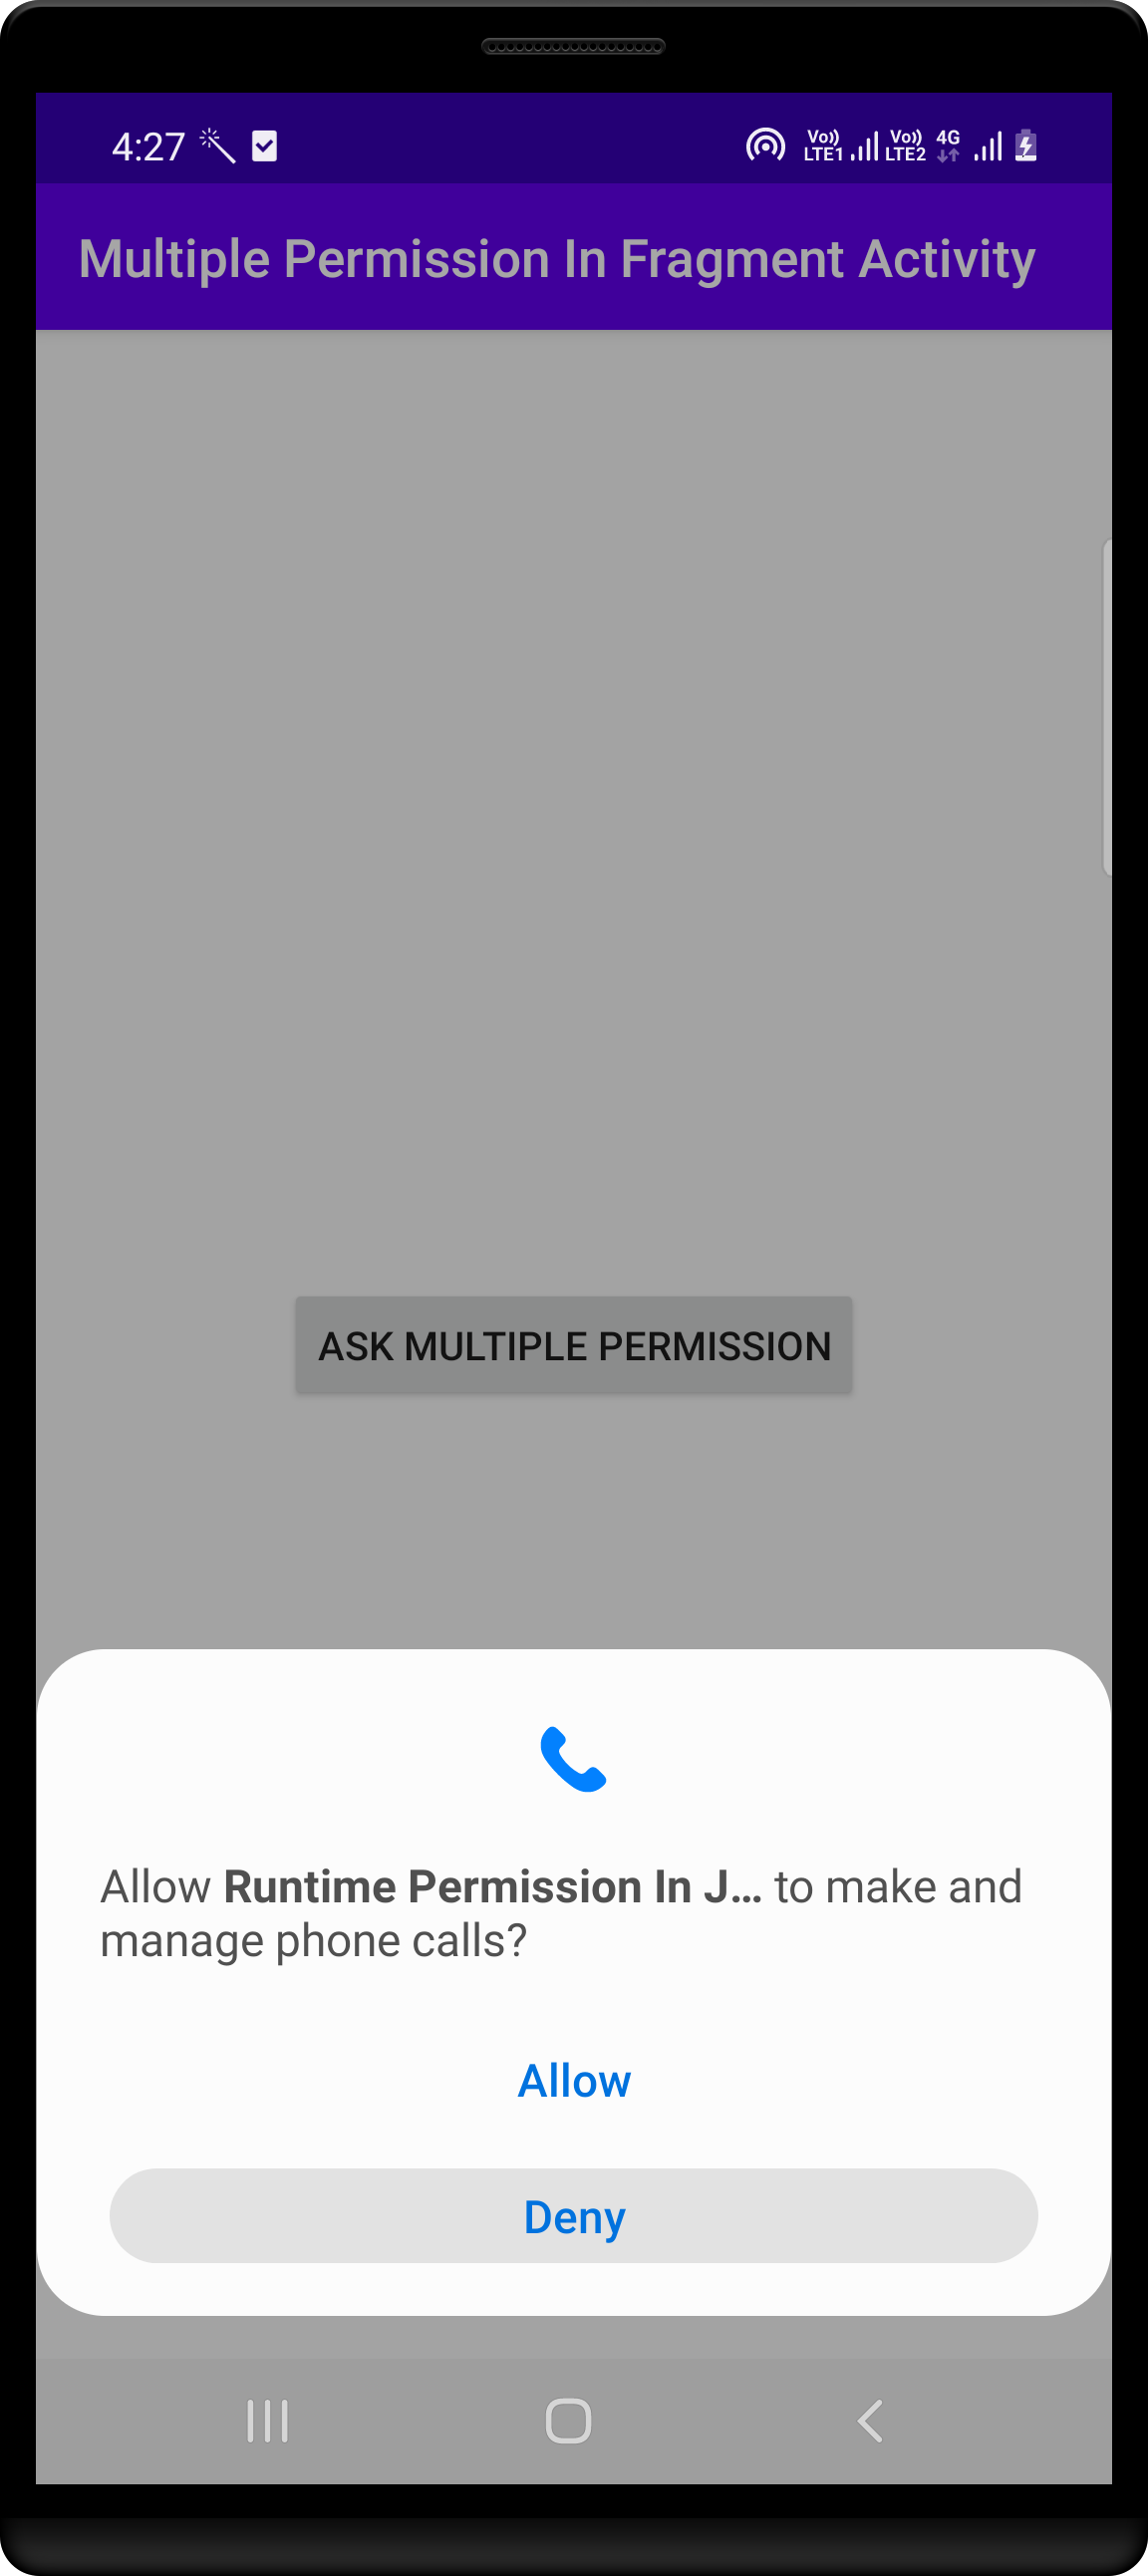 4:27
Vo)) LTE1 Vo)) LTE2 4G
Multiple Permission In Fragment Activity
ASK MULTIPLE PERMISSION
Allow Runtime Permission In J... to make and
manage phone calls?
Allow
Deny